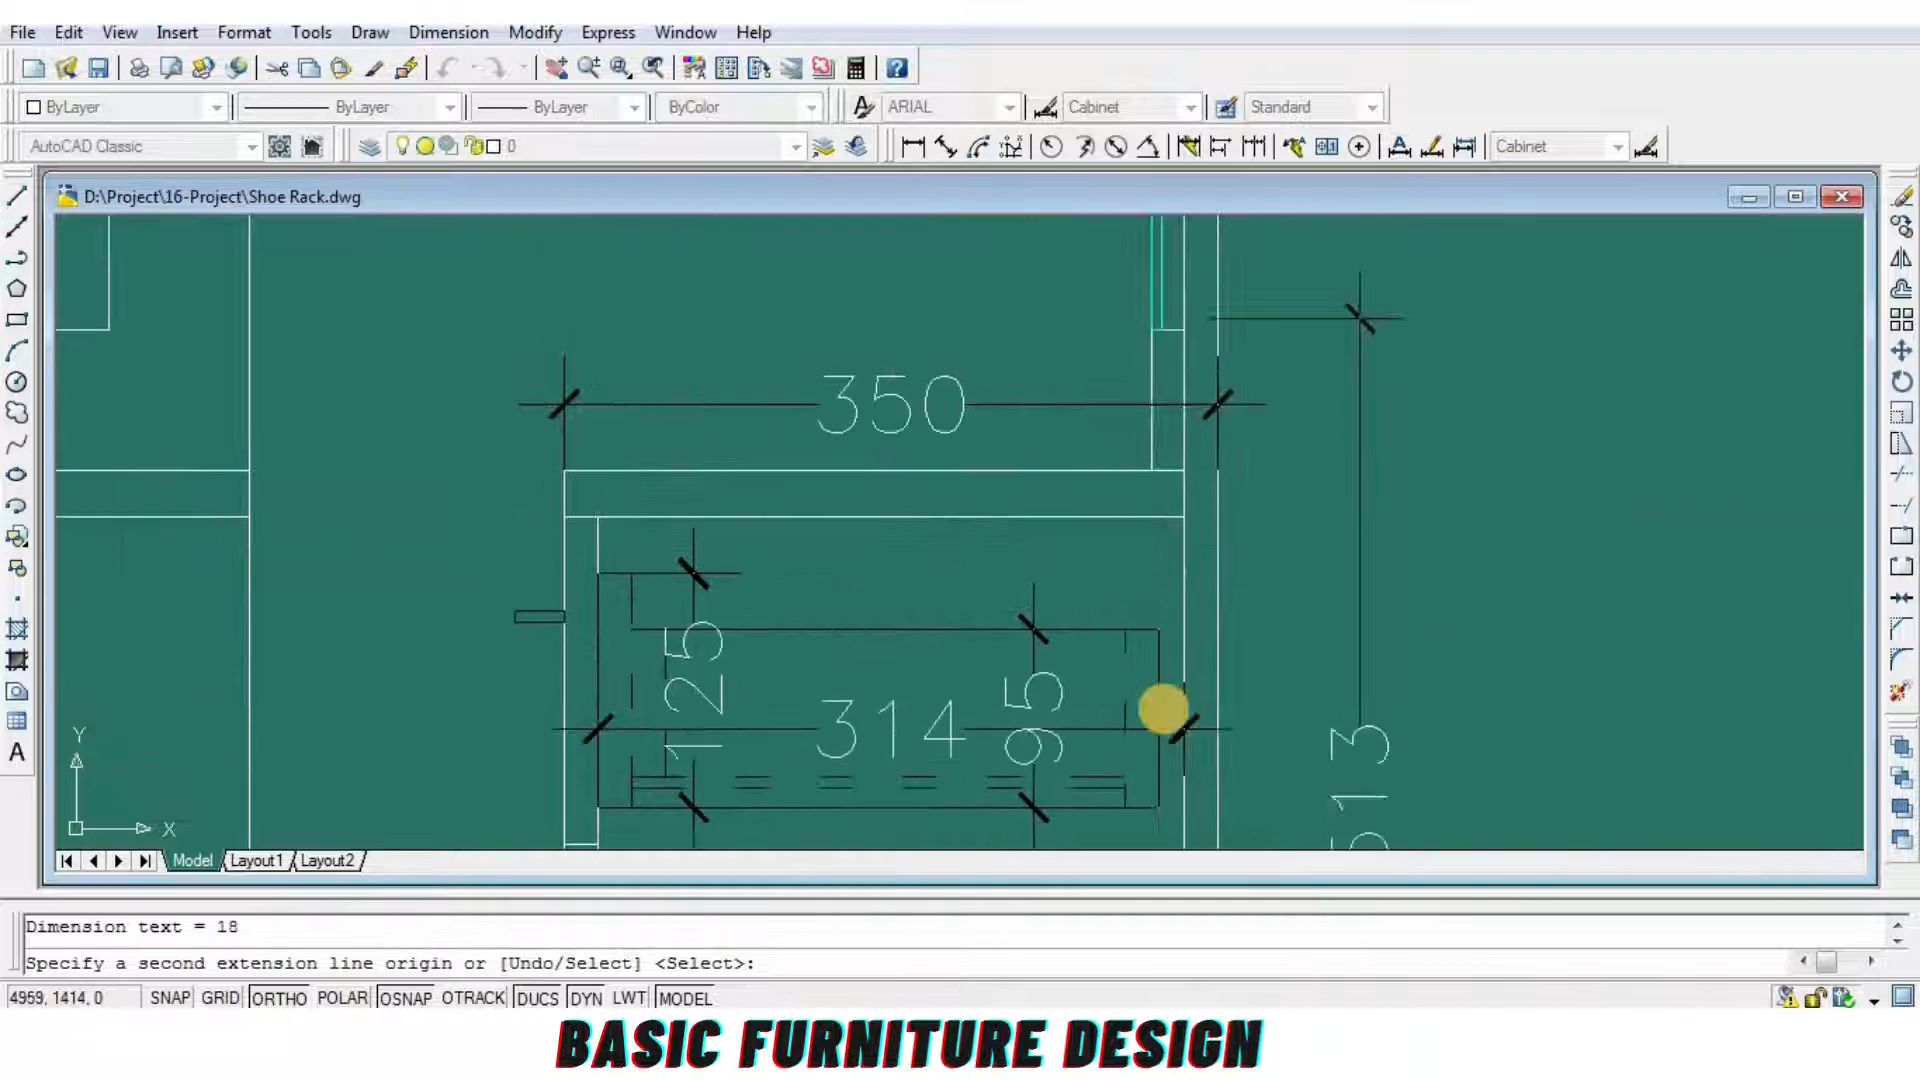 File Edit View Insert Format Tools Draw Dimension Modify Express Window Help
ByLayer ByLayer ByLayer ByColor ARIAL Cabinet Standard
AutoCAD Classic 0 Cabinet
D:\Project\16-Project\Shoe Rack.dwg
350
125
95
314
513
Y
X
Model Layout1 Layout2
A
Dimension text = 18
Specify a second extension line origin or [Undo/Select] <Select>:
4959, 1414, 0 SNAP GRID ORTHO POLAR OSNAP OTRACK DUCS DYN LWT MODEL
BASIC FURNITURE DESIGN